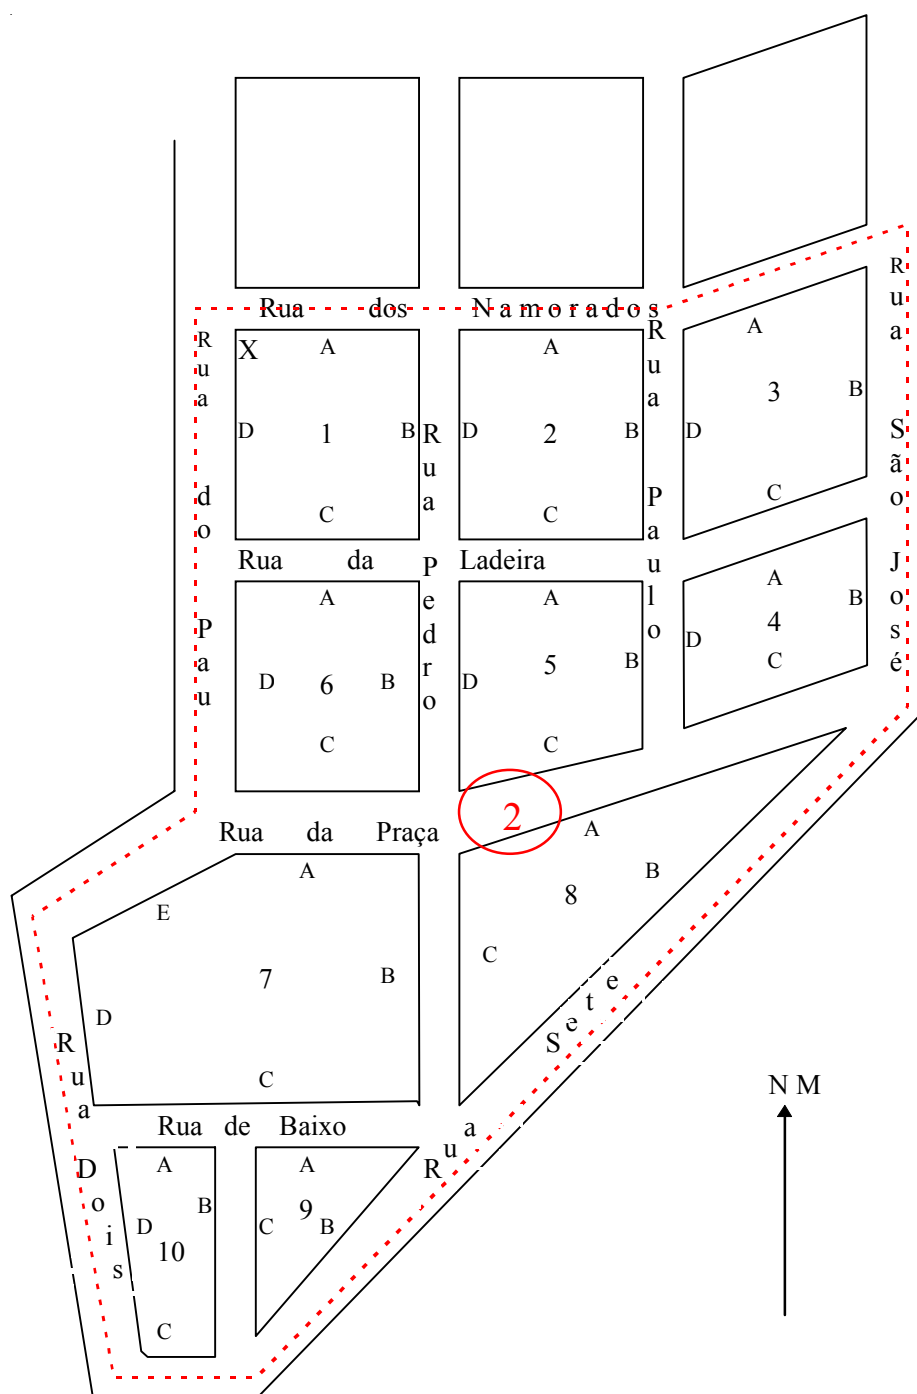 Rua dos Namorados
Rua do Pau
X
A
D
1
B
C
Rua Pedro
A
D
2
B
C
Rua Paulo
A
D
3
B
C
Rua São José
Rua da Ladeira
A
D
6
B
C
A
D
5
B
C
A
D
4
B
C
Rua da Praça
2
A
E
7
B
D
C
A
B
8
C
Rua Sete
Rua Dois
Rua de Baixo
A
B
D
10
C
A
9
C
B
N M